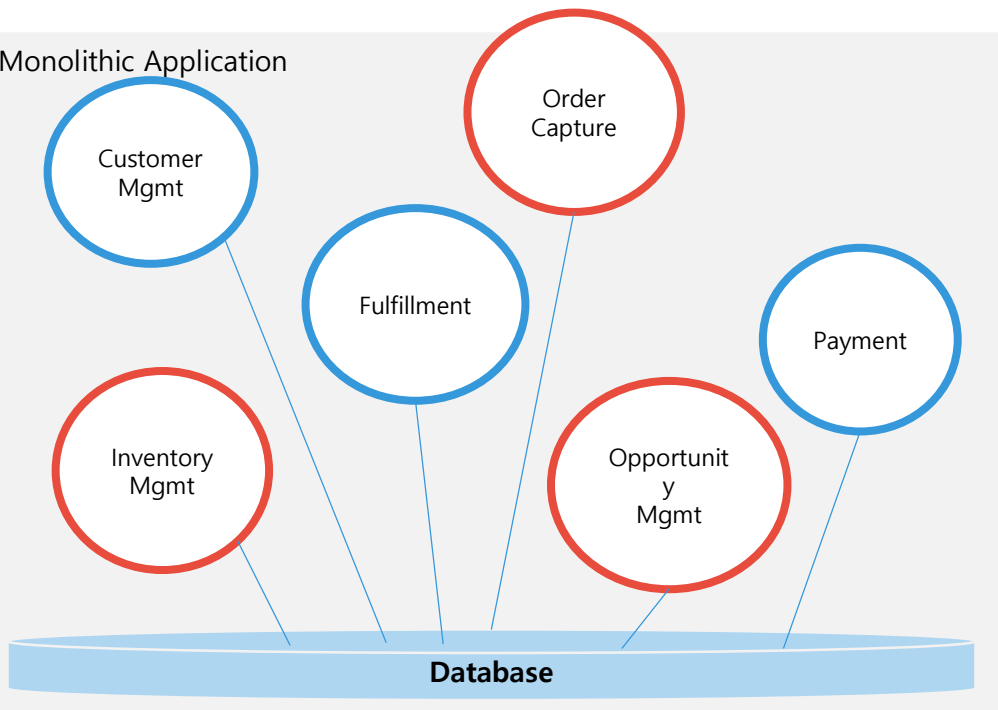 Monolithic Application
Order
Capture
Customer
Mgmt
Fulfillment
Payment
Inventory
Mgmt
Opportunit
y
Mgmt
Database